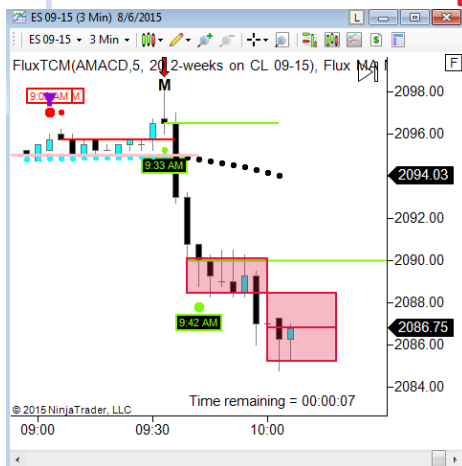 ES 09-15 (3 Min) 8/6/2015
L
ES 09-15 3 Min
$
FluxTCM(AMACD,5, 20 2-weeks on CL 09-15), Flux MA
F
M
9:33 AM
9:42 AM
2098.00
2096.00
2094.03
2092.00
2090.00
2088.00
2086.75
2086.00
2084.00
Time remaining = 00:00:07
© 2015 NinjaTrader, LLC
09:00 09:30 10:00